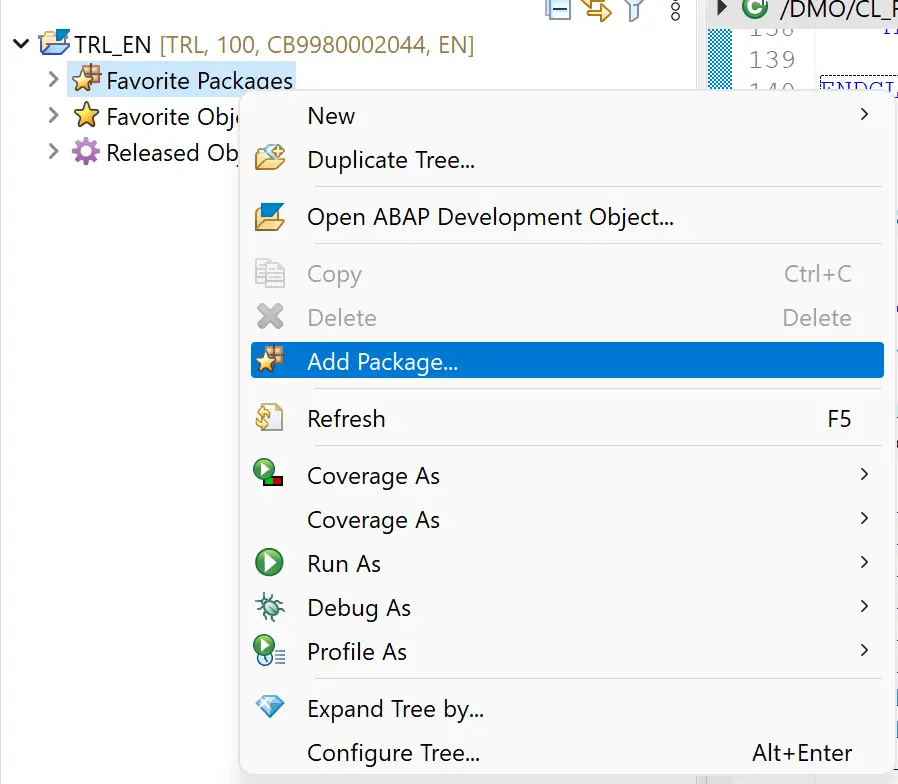 /DMO/CL_F
TRL_EN [TRL, 100, CB9980002044, EN]
138
139
Favorite Packages
140
Favorite Obj
New
Released Ob
Duplicate Tree...
Open ABAP Development Object...
Copy Ctrl+C
Delete Delete
Add Package...
Refresh F5
Coverage As
Coverage As
Run As
Debug As
Profile As
Expand Tree by...
Configure Tree... Alt+Enter